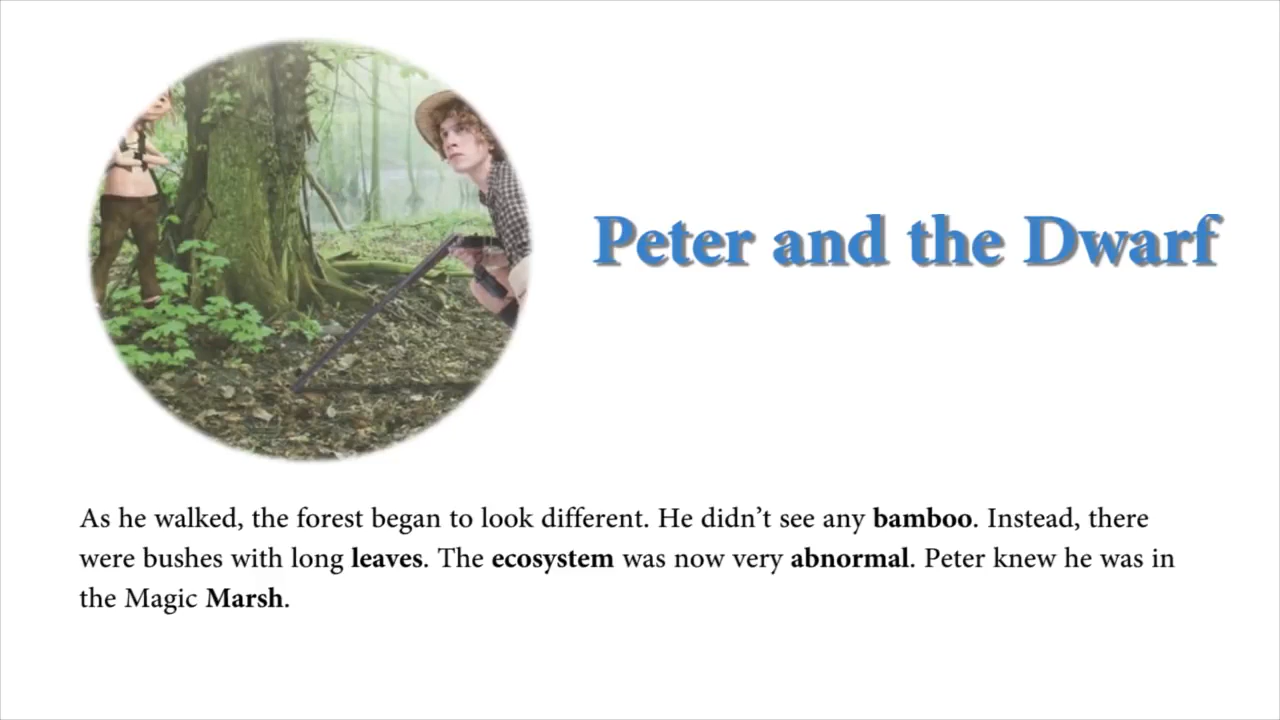 Peter and the Dwarf
As he walked, the forest began to look different. He didn’t see any bamboo. Instead, there
were bushes with long leaves. The ecosystem was now very abnormal. Peter knew he was in
the Magic Marsh.